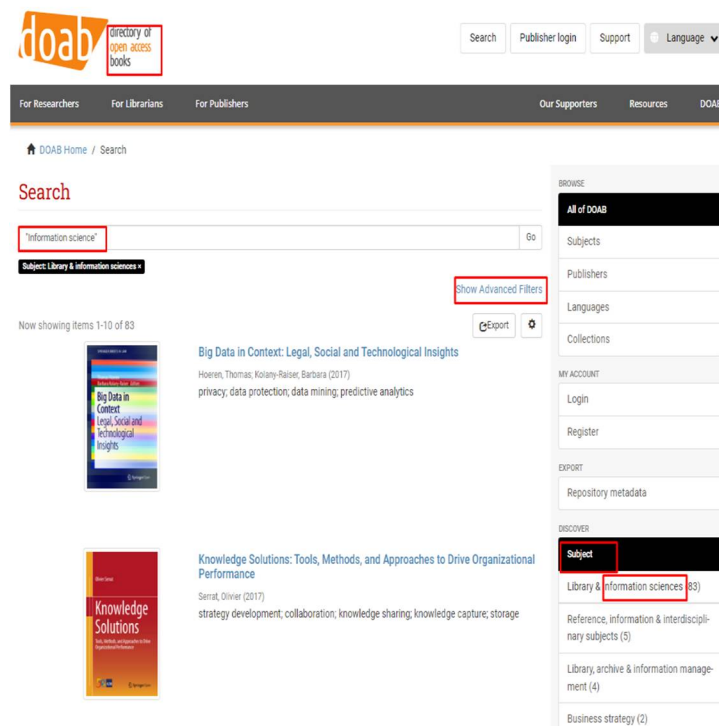 doab
directory of
open access
books
Search
Publisher login
Support
Language
For Researchers
For Librarians
For Publishers
Our Supporters
Resources
DOAB
DOAB Home / Search
Search
"Information science"
Go
Subject: Library & information sciences ×
Show Advanced Filters
Now showing items 1-10 of 83
Export
Big Data in Context: Legal, Social and Technological Insights
Hoeren, Thomas; Kolany-Raiser, Barbara (2017)
privacy; data protection; data mining; predictive analytics
Big Data in
Context
Legal, Social and
Technological
Insights
Springer
Knowledge Solutions: Tools, Methods, and Approaches to Drive Organizational
Performance
Serrat, Olivier (2017)
strategy development; collaboration; knowledge sharing; knowledge capture; storage
Olivier Serrat
Knowledge
Solutions
Springer
BROWSE
All of DOAB
Subjects
Publishers
Languages
Collections
MY ACCOUNT
Login
Register
EXPORT
Repository metadata
DISCOVER
Subject
Library & information sciences (83)
Reference, information & interdiscipli-
nary subjects (5)
Library, archive & information manage-
ment (4)
Business strategy (2)